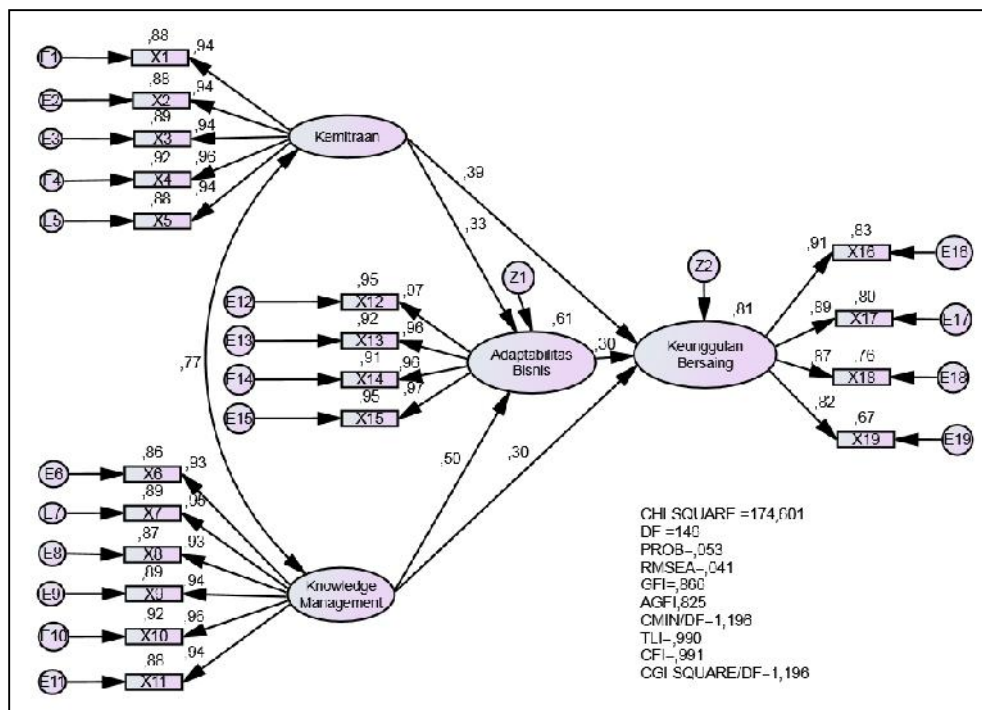 ,88
E1 X1 ,94
,88
E2 X2 ,94
,89
E3 X3 ,94
,92
E4 X4 ,96
,88
E5 X5 ,94
Kemitraan
,39
,33
,77
Z1
Z2
,95
E12 X12 ,97
,92
E13 X13 ,96
,91
E14 X14 ,96
,95
E15 X15 ,97
,61
Adaptabilitas
Bisnis
,30
,81
Keunggulan
Bersaing
,83
,91 X16 E16
,80
,89 X17 E17
,76
,87 X18 E18
,67
,82 X19 E19
,50
,30
,86
E6 X6 ,93
,89
E7 X7 ,95
,87
E8 X8 ,93
,89
E9 X9 ,94
,92
E10 X10 ,96
,88
E11 X11 ,94
Knowledge
Management
CHI SQUARE =174,601
DF =146
PROB=,053
RMSEA=,041
GFI=,866
AGFI,825
CMIN/DF=1,196
TLI=,990
CFI=,991
CGI SQUARE/DF=1,196